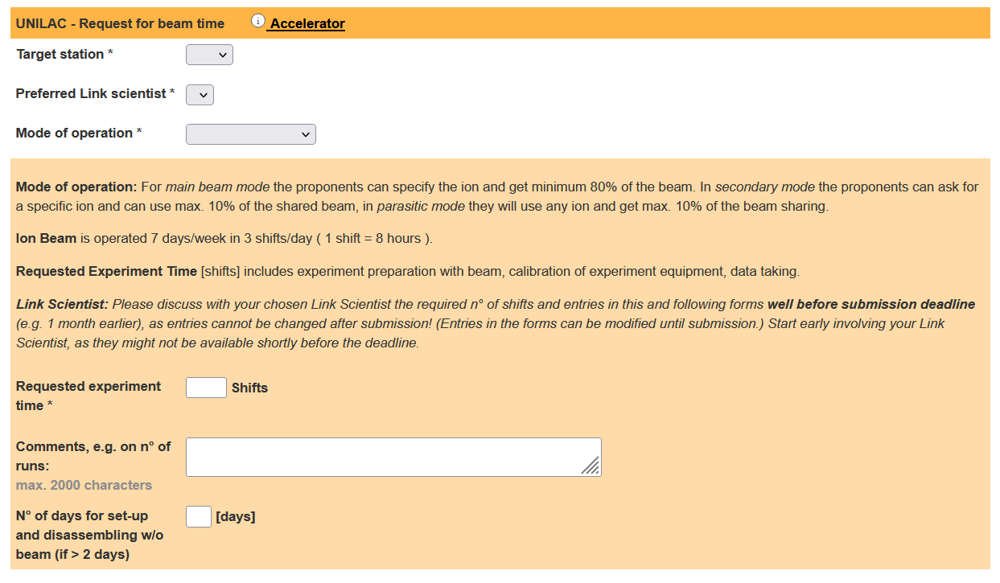 UNILAC - Request for beam time i Accelerator
Target station *
Preferred Link scientist *
Mode of operation *
Mode of operation: For main beam mode the proponents can specify the ion and get minimum 80% of the beam. In secondary mode the proponents can ask for
a specific ion and can use max. 10% of the shared beam, in parasitic mode they will use any ion and get max. 10% of the beam sharing.
Ion Beam is operated 7 days/week in 3 shifts/day ( 1 shift = 8 hours ).
Requested Experiment Time [shifts] includes experiment preparation with beam, calibration of experiment equipment, data taking.
Link Scientist: Please discuss with your chosen Link Scientist the required n° of shifts and entries in this and following forms well before submission deadline
(e.g. 1 month earlier), as entries cannot be changed after submission! (Entries in the forms can be modified until submission.) Start early involving your Link
Scientist, as they might not be available shortly before the deadline.
Requested experiment
time *
Shifts
Comments, e.g. on n° of
runs:
max. 2000 characters
N° of days for set-up
and disassembling w/o
beam (if > 2 days)
[days]